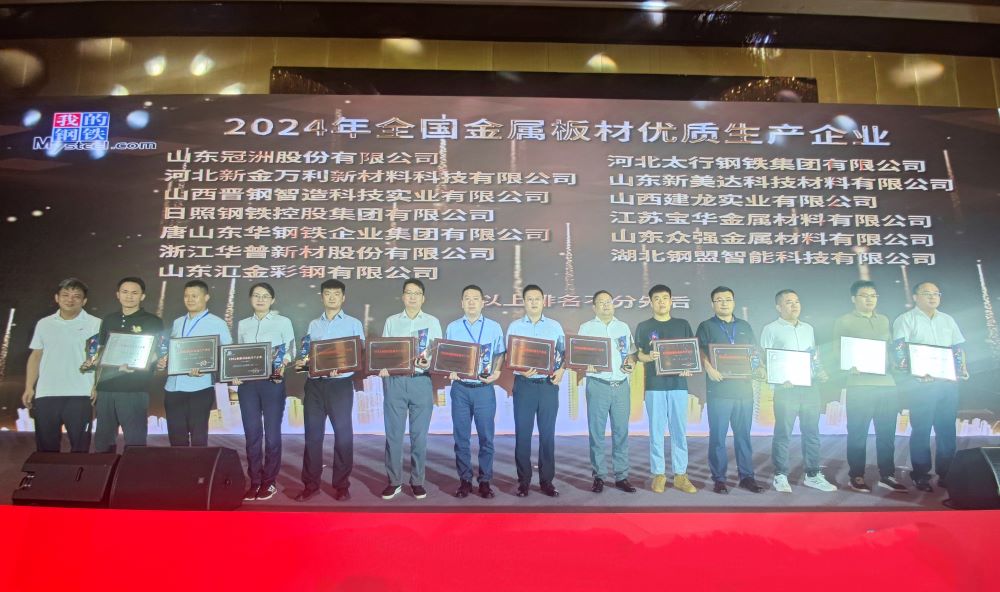 我的
钢铁
Mysteel.com
2024年全国金属板材优质生产企业
山东冠洲股份有限公司
河北新金万利新材料科技有限公司
山西晋钢智造科技实业有限公司
日照钢铁控股集团有限公司
唐山东华钢铁企业集团有限公司
浙江华普新材股份有限公司
山东汇金彩钢有限公司
河北太行钢铁集团有限公司
山东新美达科技材料有限公司
山西建龙实业有限公司
江苏宝华金属材料有限公司
山东众强金属材料有限公司
湖北钢盟智能科技有限公司
以上排名不分先后